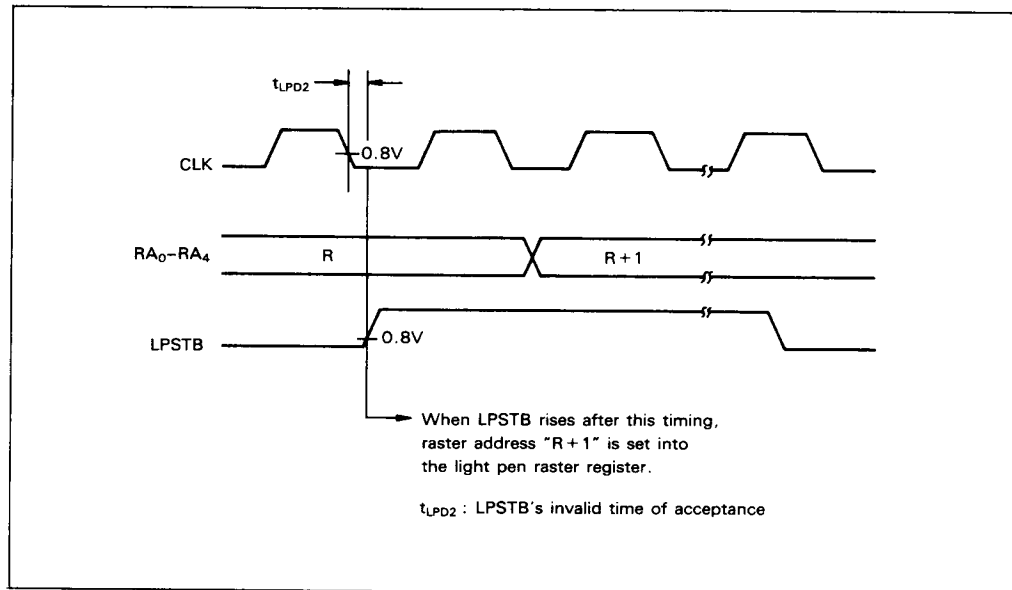 tLPD2
0.8V
CLK
RA0–RA4
R
R + 1
0.8V
LPSTB
When LPSTB rises after this timing,
raster address "R + 1" is set into
the light pen raster register.
tLPD2 : LPSTB's invalid time of acceptance